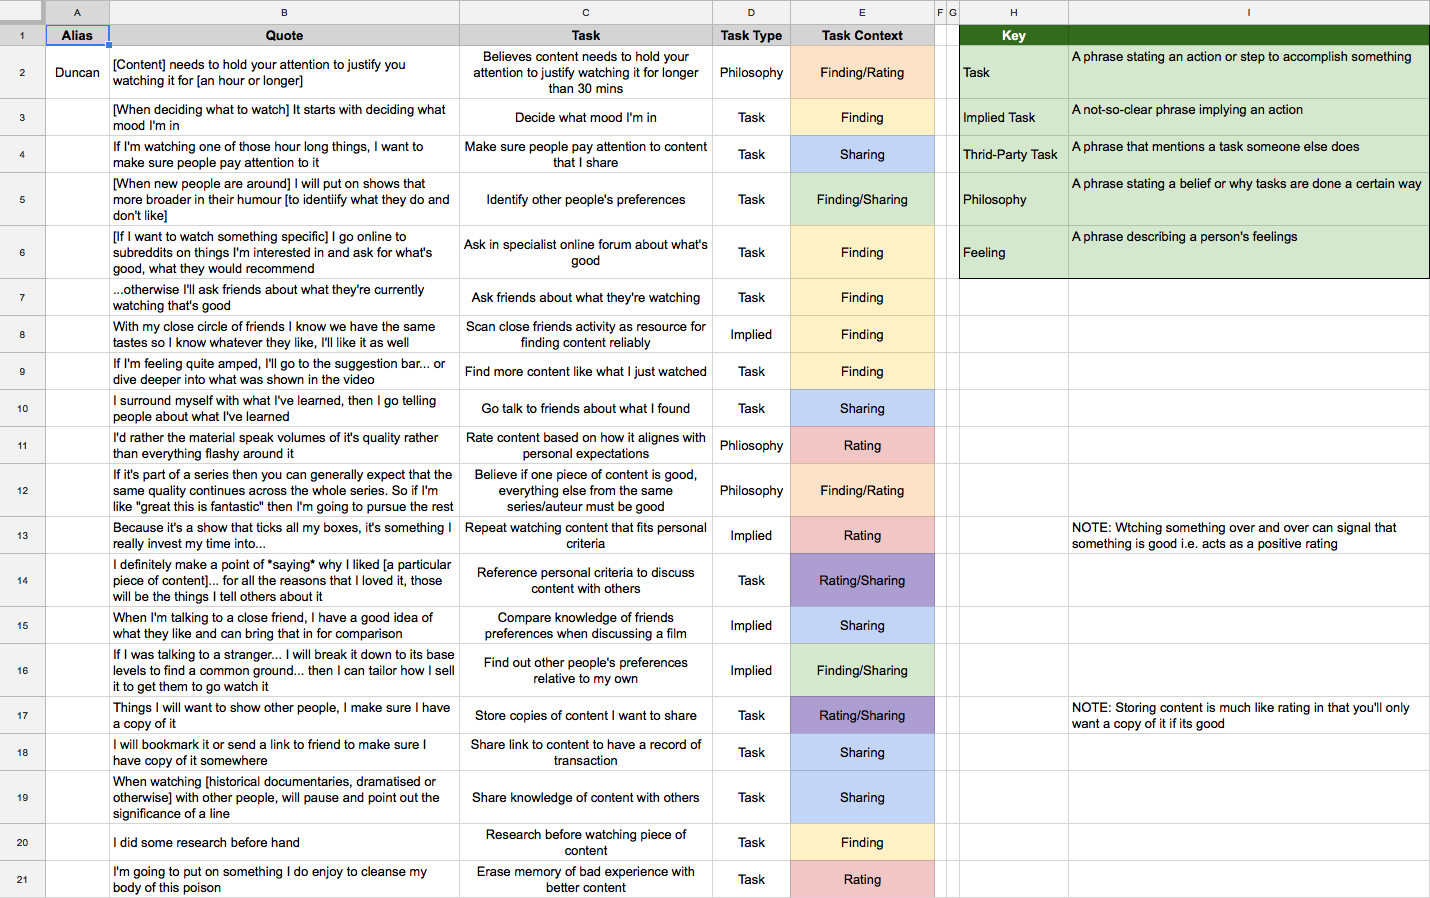 A B C D E F G H I
1 Alias Quote Task Task Type Task Context Key
2 Duncan
[Content] needs to hold your attention to justify you
watching it for [an hour or longer]
Believes content needs to hold your
attention to justify watching it for longer
than 30 mins
Philosophy
Finding/Rating
Task
A phrase stating an action or step to accomplish something
3
[When deciding what to watch] It starts with deciding what
mood I'm in
Decide what mood I'm in
Task
Finding
Implied Task
A not-so-clear phrase implying an action
4
If I'm watching one of those hour long things, I want to
make sure people pay attention to it
Make sure people pay attention to content
that I share
Task
Sharing
Thrid-Party Task
A phrase that mentions a task someone else does
5
[When new people are around] I will put on shows that
more broader in their humour [to identiify what they do and
don't like]
Identify other people's preferences
Task
Finding/Sharing
Philosophy
A phrase stating a belief or why tasks are done a certain way
6
[If I want to watch something specific] I go online to
subreddits on things I'm interested in and ask for what's
good, what they would recommend
Ask in specialist online forum about what's
good
Task
Finding
Feeling
A phrase describing a person's feelings
7
...otherwise I'll ask friends about what they're currently
watching that's good
Ask friends about what they're watching
Task
Finding
8
With my close circle of friends I know we have the same
tastes so I know whatever they like, I'll like it as well
Scan close friends activity as resource for
finding content reliably
Implied
Finding
9
If I'm feeling quite amped, I'll go to the suggestion bar... or
dive deeper into what was shown in the video
Find more content like what I just watched
Task
Finding
10
I surround myself with what I've learned, then I go telling
people about what I've learned
Go talk to friends about what I found
Task
Sharing
11
I'd rather the material speak volumes of it's quality rather
than everything flashy around it
Rate content based on how it alignes with
personal expectations
Phliosophy
Rating
12
If it's part of a series then you can generally expect that the
same quality continues across the whole series. So if I'm
like "great this is fantastic" then I'm going to pursue the rest
Believe if one piece of content is good,
everything else from the same
series/auteur must be good
Philosophy
Finding/Rating
13
Because it's a show that ticks all my boxes, it's something I
really invest my time into...
Repeat watching content that fits personal
criteria
Implied
Rating
NOTE: Wtching something over and over can signal that
something is good i.e. acts as a positive rating
14
I definitely make a point of *saying* why I liked [a particular
piece of content]... for all the reasons that I loved it, those
will be the things I tell others about it
Reference personal criteria to discuss
content with others
Task
Rating/Sharing
15
When I'm talking to a close friend, I have a good idea of
what they like and can bring that in for comparison
Compare knowledge of friends
preferences when discussing a film
Implied
Sharing
16
If I was talking to a stranger... I will break it down to its base
levels to find a common ground... then I can tailor how I sell
it to get them to go watch it
Find out other people's preferences
relative to my own
Implied
Finding/Sharing
17
Things I will want to show other people, I make sure I have
a copy of it
Store copies of content I want to share
Task
Rating/Sharing
NOTE: Storing content is much like rating in that you'll only
want a copy of it if its good
18
I will bookmark it or send a link to friend to make sure I
have copy of it somewhere
Share link to content to have a record of
transaction
Task
Sharing
19
When watching [historical documentaries, dramatised or
otherwise] with other people, will pause and point out the
significance of a line
Share knowledge of content with others
Task
Sharing
20
I did some research before hand
Research before watching piece of
content
Task
Finding
21
I'm going to put on something I do enjoy to cleanse my
body of this poison
Erase memory of bad experience with
better content
Task
Rating